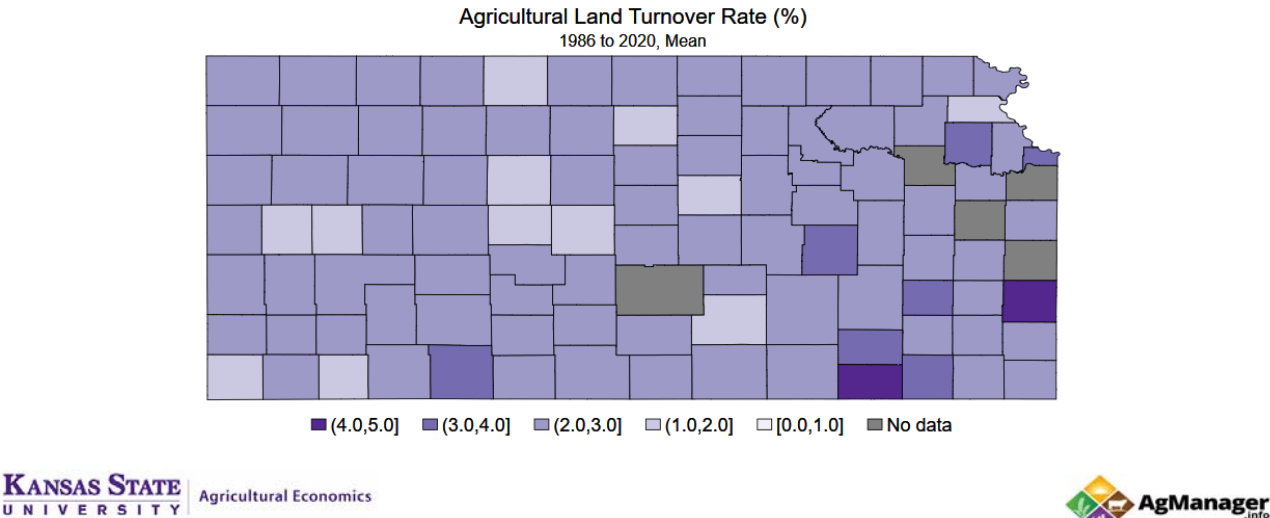 Agricultural Land Turnover Rate (%)
1986 to 2020, Mean
(4.0,5.0] (3.0,4.0] (2.0,3.0] (1.0,2.0] [0.0,1.0] No data
KANSAS STATE
UNIVERSITY
Agricultural Economics
AgManager
.info